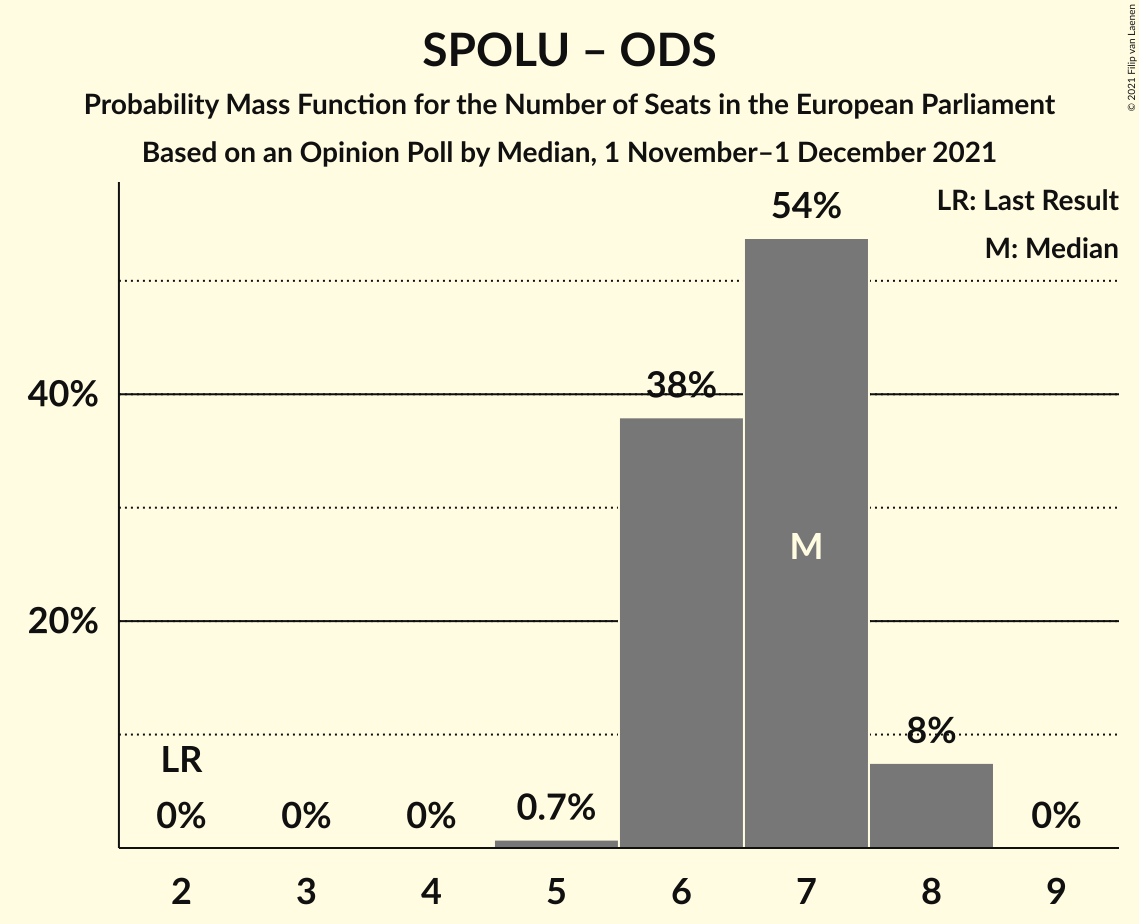 SPOLU – ODS
Probability Mass Function for the Number of Seats in the European Parliament
Based on an Opinion Poll by Median, 1 November–1 December 2021
© 2021 Filip van Laenen
LR: Last Result
M: Median
54%
40%
38%
M
20%
8%
LR
0%
0%
0%
0.7%
0%
2
3
4
5
6
7
8
9